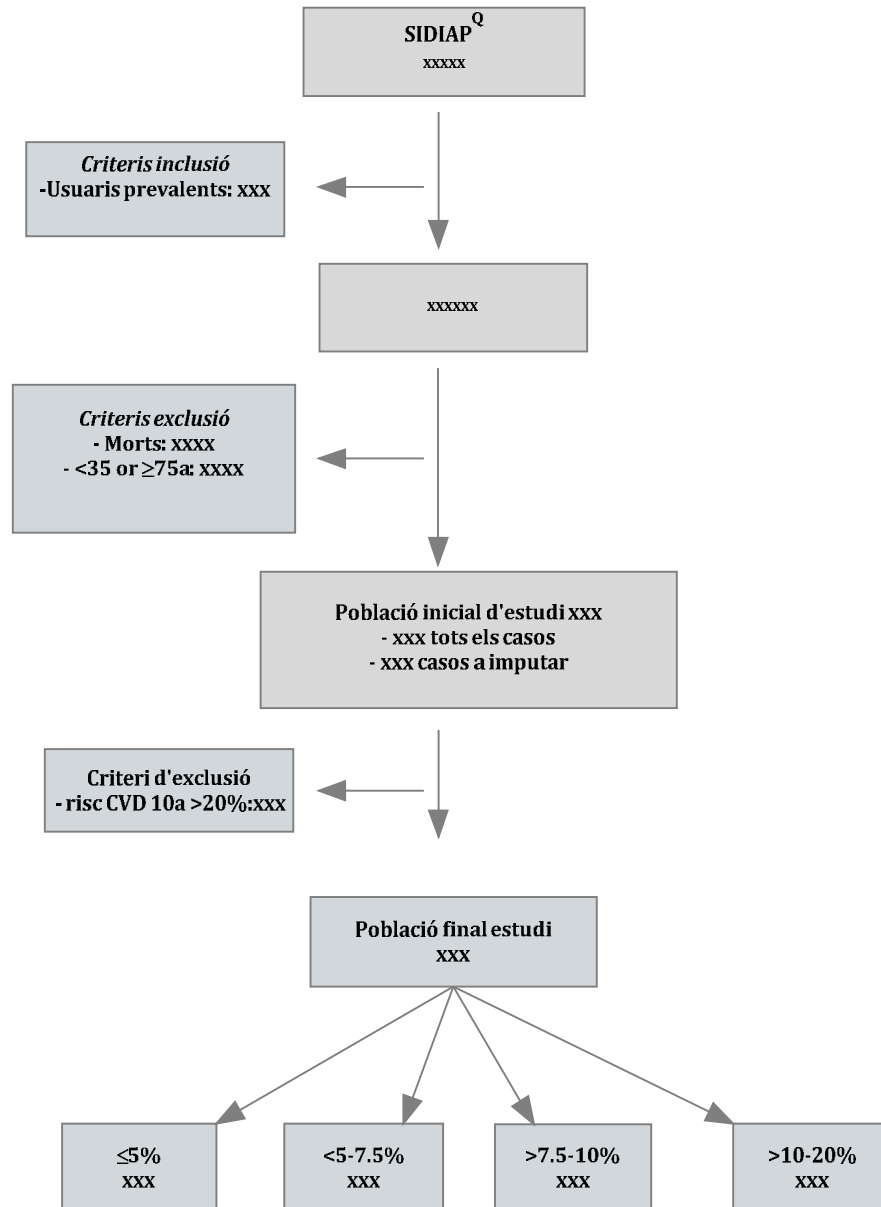 SIDIAP Q
xxxxx
Criteris inclusió
-Usuaris prevalents: xxx
xxxxxx
Criteris exclusió
- Morts: xxxx
- <35 or ≥75a: xxxx
Població inicial d'estudi xxx
- xxx tots els casos
- xxx casos a imputar
Criteri d'exclusió
- risc CVD 10a >20%:xxx
Població final estudi
xxx
≤5%
xxx
<5-7.5%
xxx
>7.5-10%
xxx
>10-20%
xxx